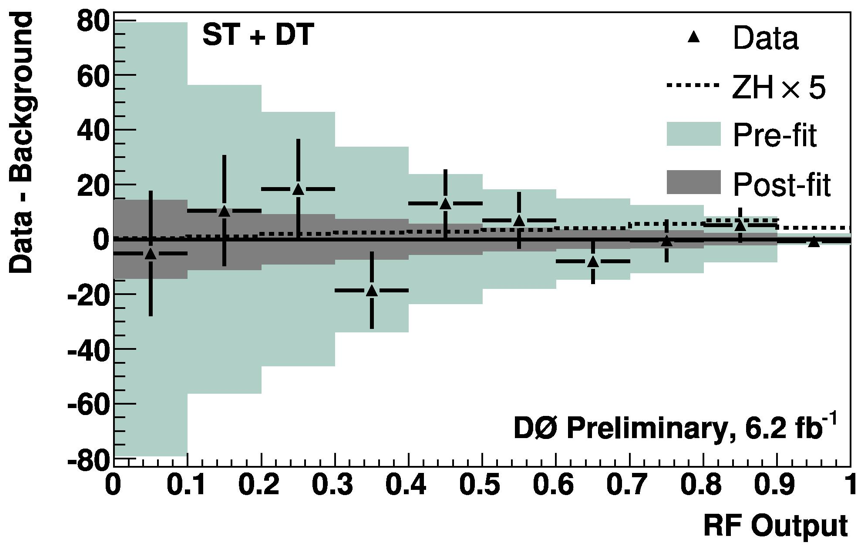 Data - Background
80
60
40
20
0
-20
-40
-60
-80
ST + DT
Data
ZH × 5
Pre-fit
Post-fit
DØ Preliminary, 6.2 fb⁻¹
0 0.1 0.2 0.3 0.4 0.5 0.6 0.7 0.8 0.9 1
RF Output